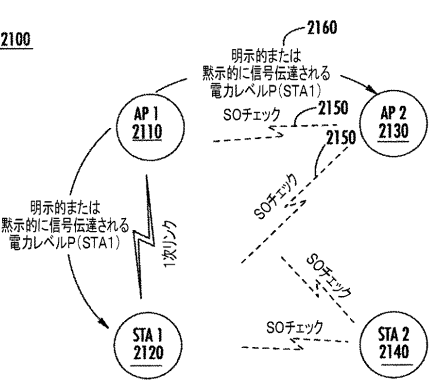 2100
2160
明示的または
黙示的に信号伝達される
電力レベルP(STA1)
AP 1
2110
SOチェック
2150
AP 2
2130
2150
SOチェック
明示的または
黙示的に信号伝達される
電力レベルP(STA1)
1次リンク
SOチェック
STA 1
2120
SOチェック
STA 2
2140